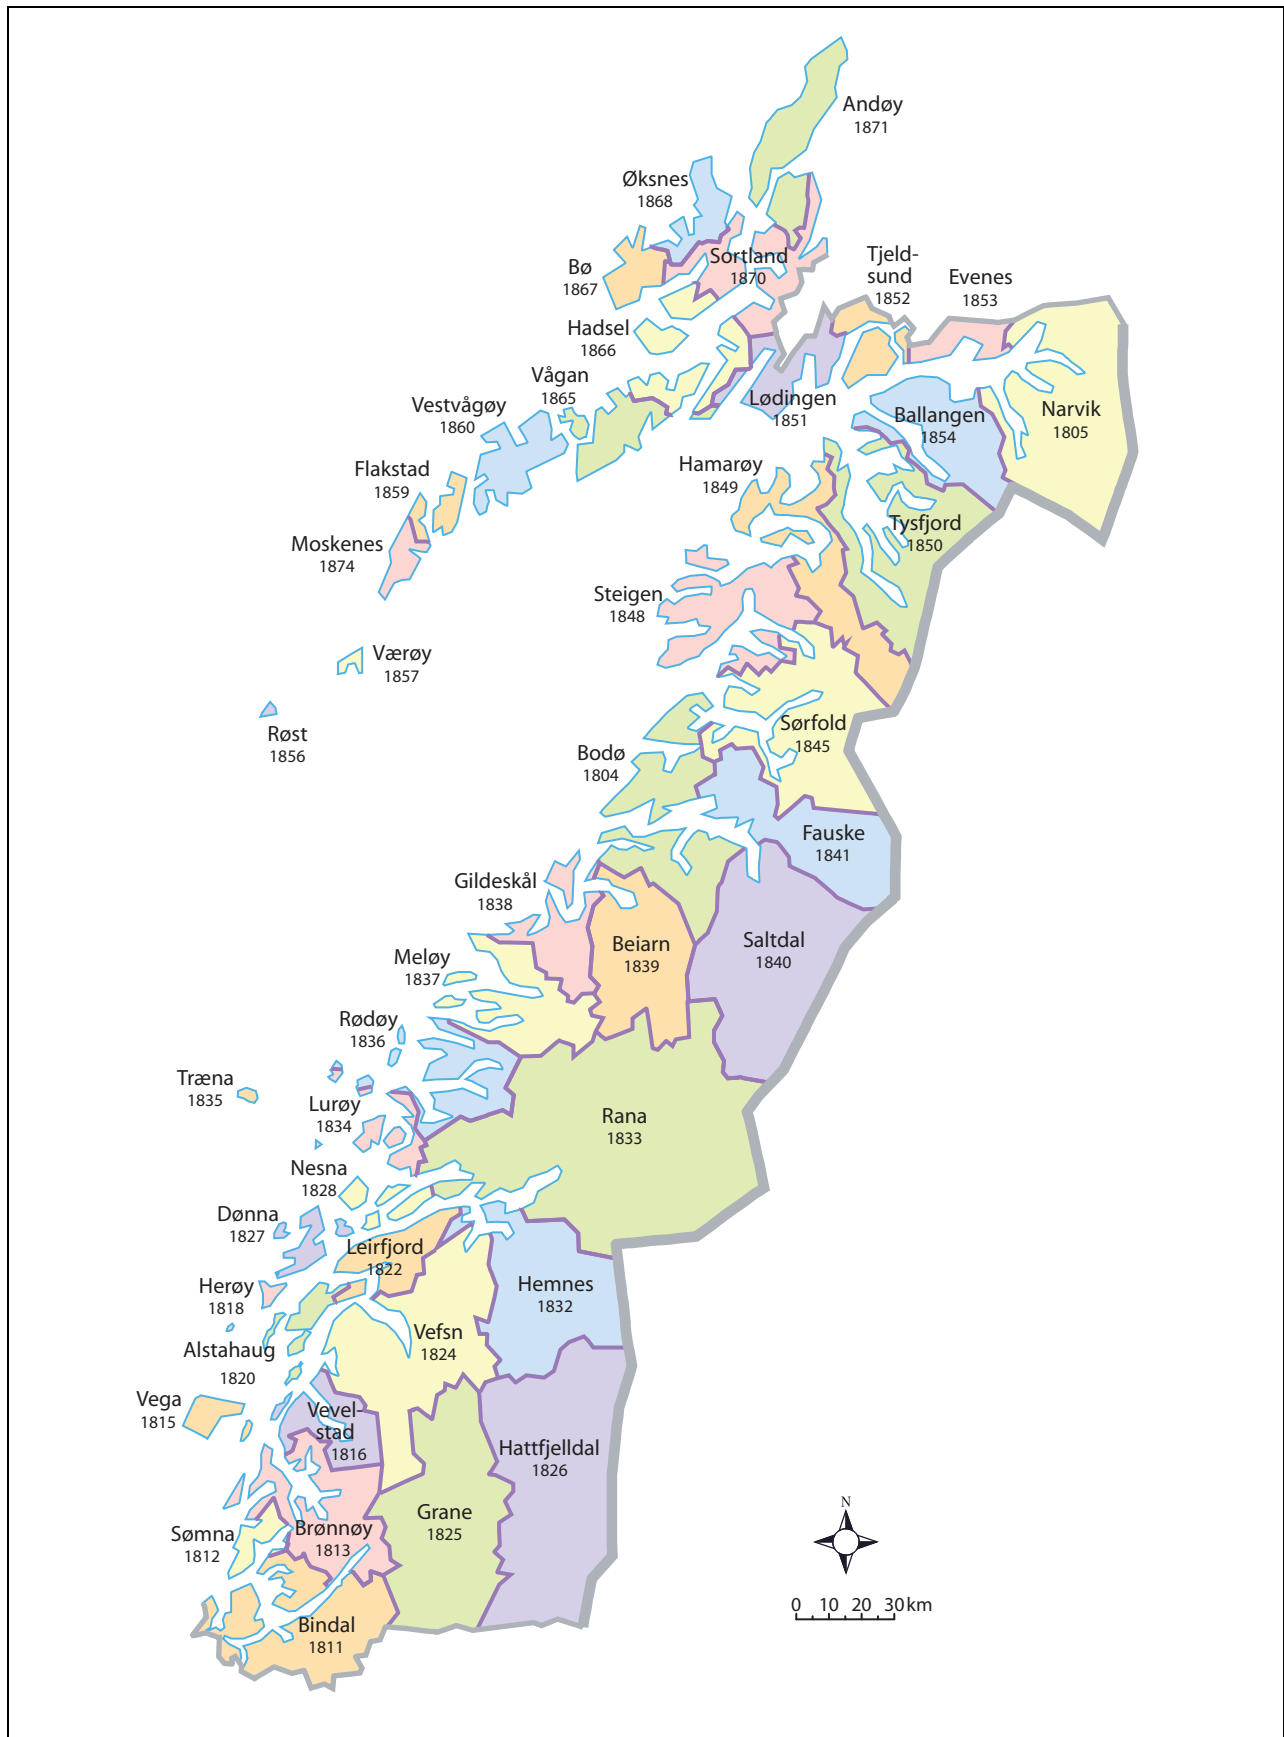 Andøy
1871
Øksnes
1868
Sortland
1870
Tjeld-
sund
1852
Evenes
1853
Bø
1867
Hadsel
1866
Vågan
1865
Lødingen
1851
Vestvågøy
1860
Ballangen
1854
Narvik
1805
Flakstad
1859
Hamarøy
1849
Tysfjord
1850
Moskenes
1874
Steigen
1848
Værøy
1857
Røst
1856
Sørfold
1845
Bodø
1804
Fauske
1841
Gildeskål
1838
Beiarn
1839
Saltdal
1840
Meløy
1837
Rødøy
1836
Træna
1835
Lurøy
1834
Rana
1833
Nesna
1828
Dønna
1827
Leirfjord
1822
Herøy
1818
Hemnes
1832
Vefsn
1824
Alstahaug
1820
Vega
1815
Vevel-
stad
1816
Hattfjelldal
1826
Grane
1825
Sømna
1812
Brønnøy
1813
Bindal
1811
N
0 10 20 30 km